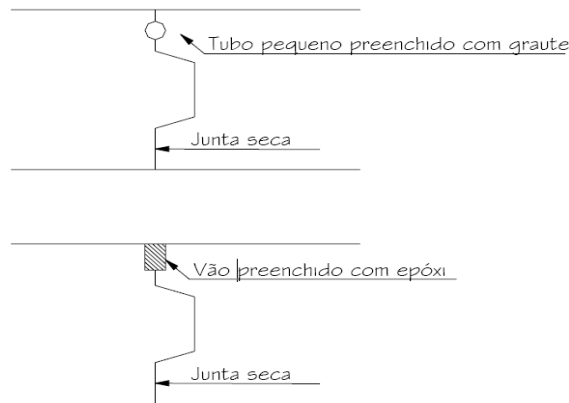 Tubo pequeno preenchido com graute
Junta seca
Vão preenchido com epóxi
Junta seca